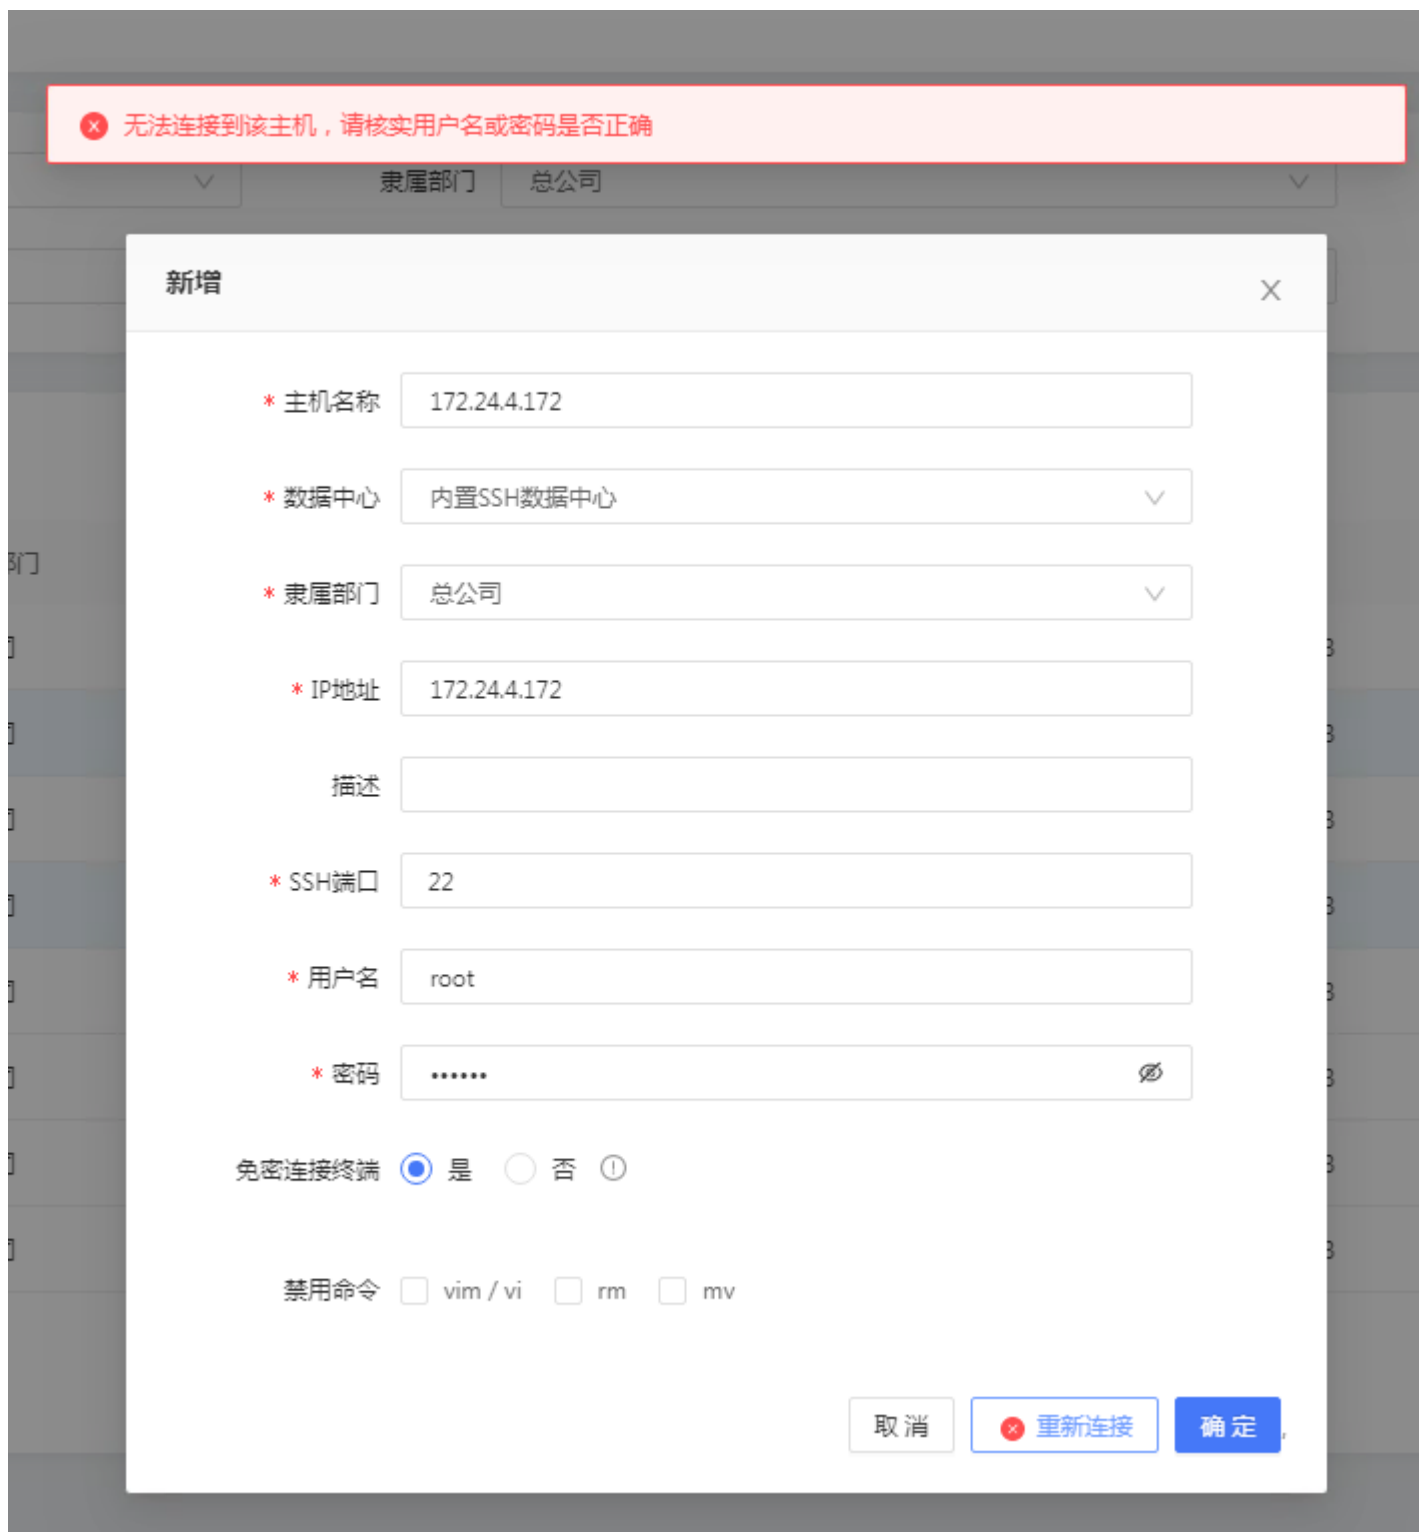 无法连接到该主机，请核实用户名或密码是否正确
隶属部门 总公司
新增
* 主机名称 172.24.4.172
* 数据中心 内置SSH数据中心
部门
* 隶属部门 总公司
* IP地址 172.24.4.172
描述
* SSH端口 22
* 用户名 root
* 密码 ••••••
免密连接终端 是 否
禁用命令 vim / vi rm mv
取 消 重新连接 确 定